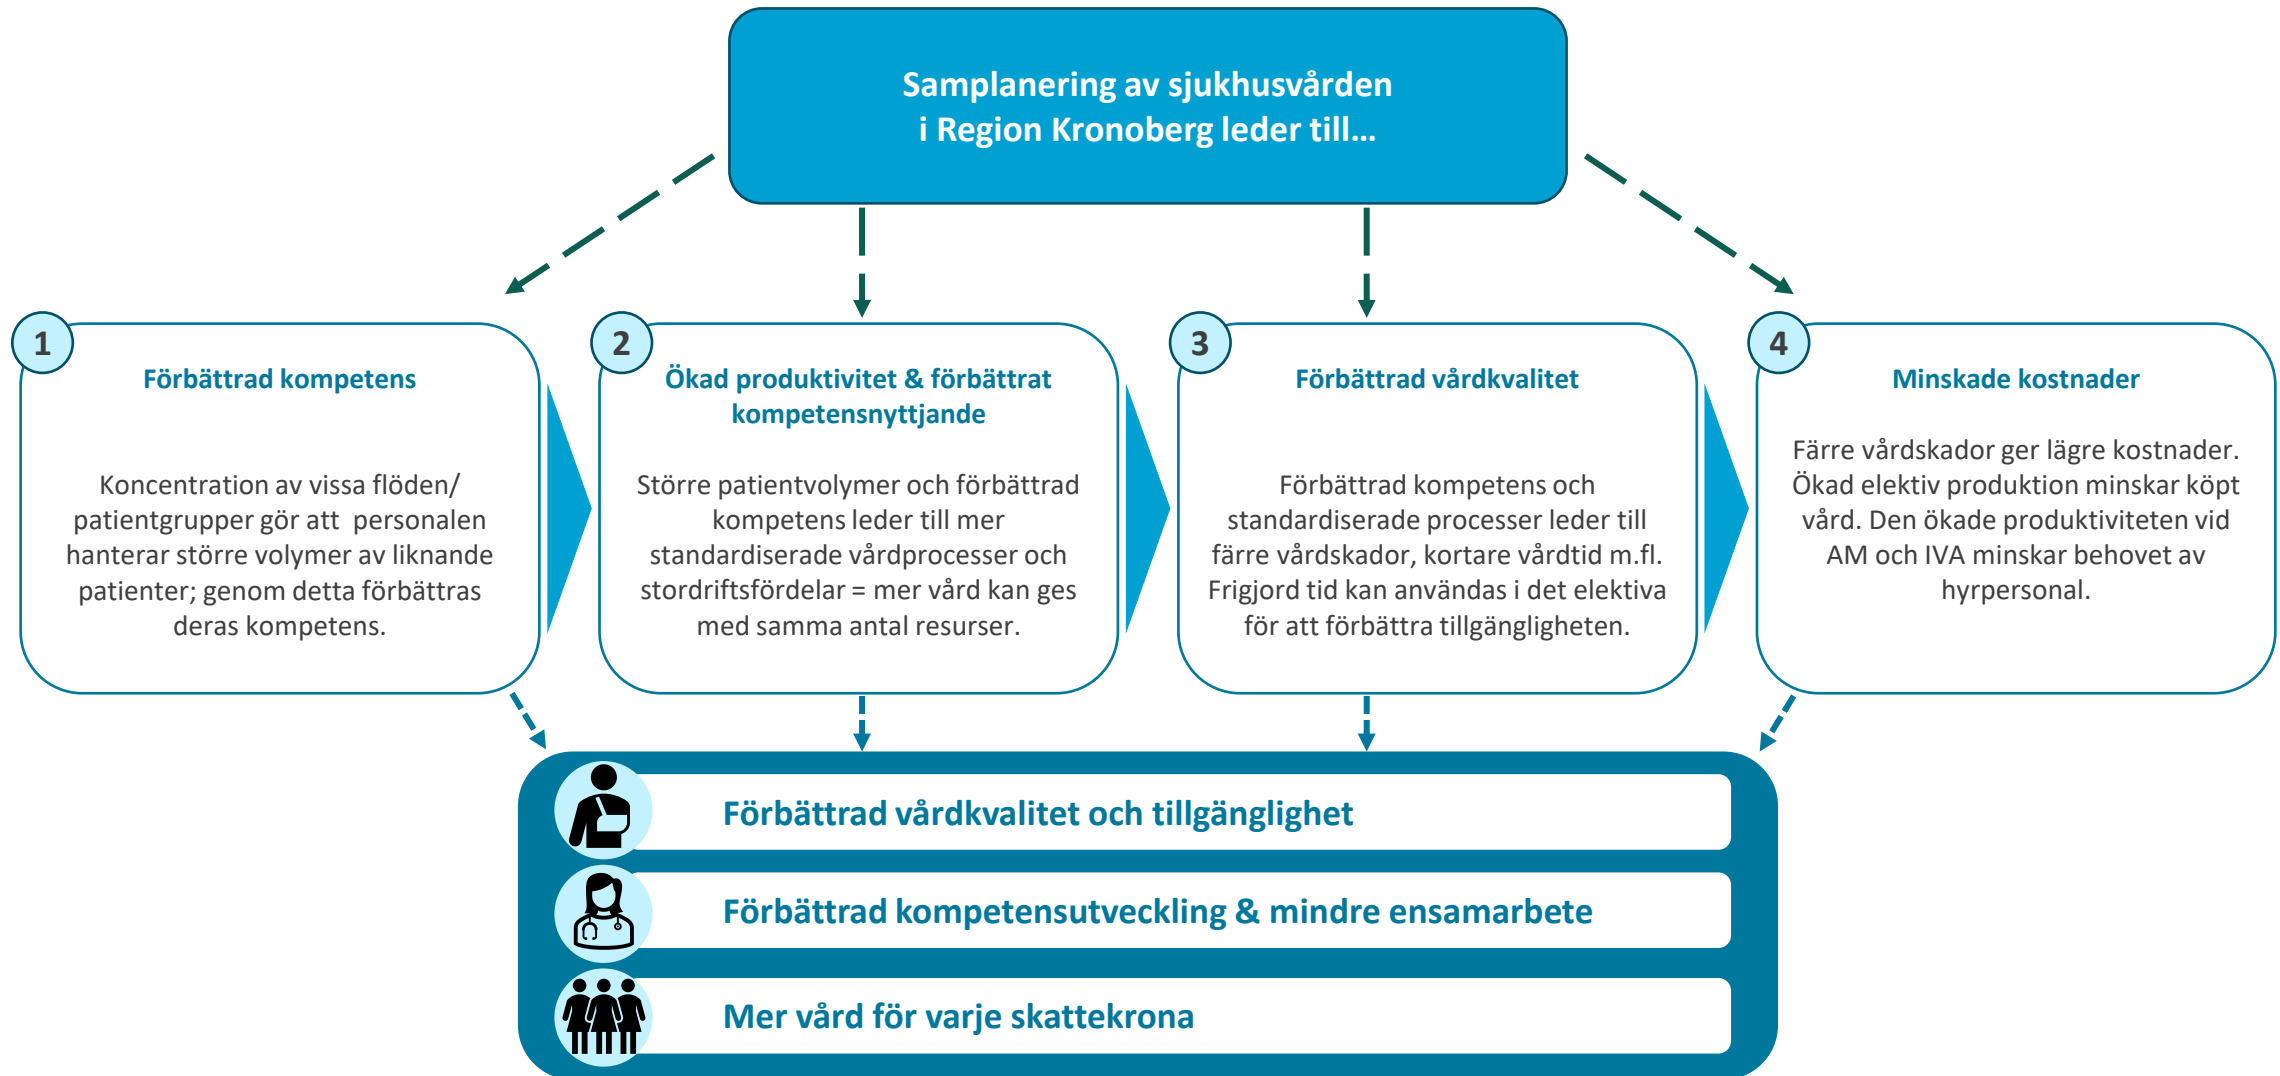 Samplanering av sjukhusvården
i Region Kronoberg leder till…
1
Förbättrad kompetens
Koncentration av vissa flöden/
patientgrupper gör att personalen
hanterar större volymer av liknande
patienter; genom detta förbättras
deras kompetens.
2
Ökad produktivitet & förbättrat
kompetensnyttjande
Större patientvolymer och förbättrad
kompetens leder till mer
standardiserade vårdprocesser och
stordriftsfördelar = mer vård kan ges
med samma antal resurser.
3
Förbättrad vårdkvalitet
Förbättrad kompetens och
standardiserade processer leder till
färre vårdskador, kortare vårdtid m.fl.
Frigjord tid kan användas i det elektiva
för att förbättra tillgängligheten.
4
Minskade kostnader
Färre vårdskador ger lägre kostnader.
Ökad elektiv produktion minskar köpt
vård. Den ökade produktiviteten vid
AM och IVA minskar behovet av
hyrpersonal.
Förbättrad vårdkvalitet och tillgänglighet
Förbättrad kompetensutveckling & mindre ensamarbete
Mer vård för varje skattekrona